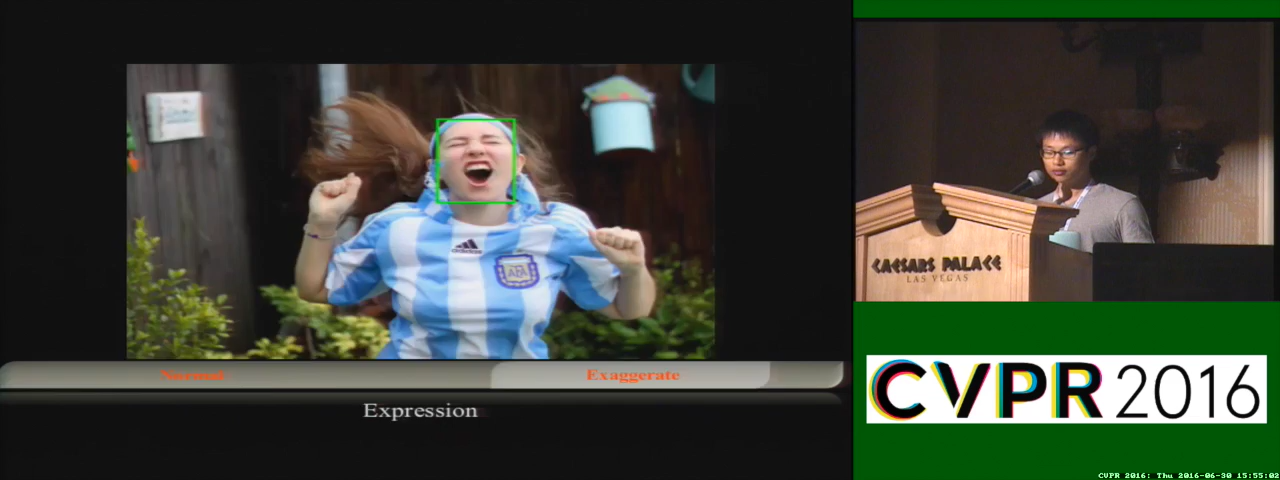 adidas
AFA
Normal
Exaggerate
Expression
CAESARS PALACE
LAS VEGAS
CVPR 2016
CVPR 2016: Thu 2016-06-30 15:55:02